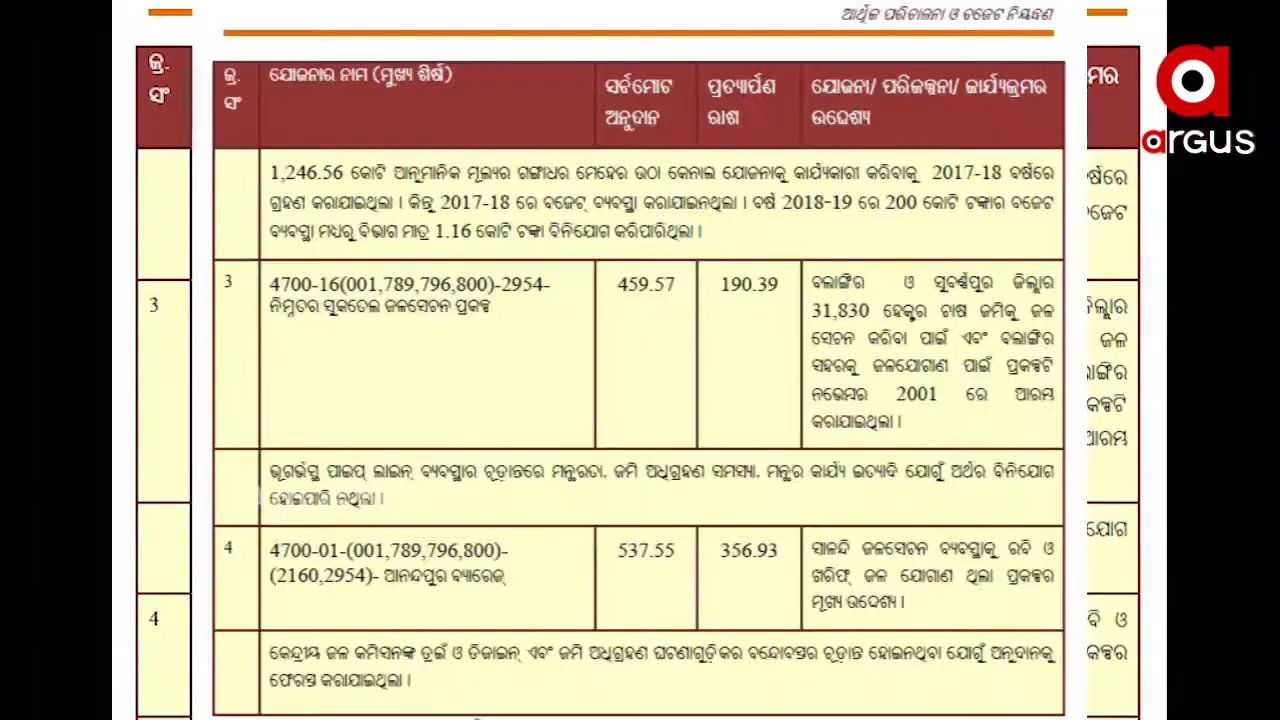 ଆର୍ଥିକ ପରିଚାଳନା ଓ ବଜେଟ ନିୟନ୍ତ୍ରଣ
argus
କ୍ର. ସଂ
ଯୋଜନାର ନାମ (ମୁଖ୍ୟ ଶୀର୍ଷ)
ସର୍ବମୋଟ ଅନୁଦାନ
ପ୍ରତ୍ୟାର୍ପଣ ରାଶି
ଯୋଜନା/ ପରିକଳ୍ପନା/ କାର୍ଯ୍ୟକ୍ରମର ଉଦ୍ଦେଶ୍ୟ
1,246.56 କୋଟି ଆନୁମାନିକ ମୂଲ୍ୟର ଗଙ୍ଗାଧର ମେହେର ଉଠା କେନାଲ ଯୋଜନାକୁ କାର୍ଯ୍ୟକାରୀ କରିବାକୁ 2017-18 ବର୍ଷରେ
ଗ୍ରହଣ କରାଯାଇଥିଲା । କିନ୍ତୁ 2017-18 ରେ ବଜେଟ୍ ବ୍ୟବସ୍ଥା କରାଯାଇନଥିଲା । ବର୍ଷ 2018-19 ରେ 200 କୋଟି ଟଙ୍କାର ବଜେଟ
ବ୍ୟବସ୍ଥା ମଧ୍ୟରୁ ବିଭାଗ ମାତ୍ର 1.16 କୋଟି ଟଙ୍କା ବିନିଯୋଗ କରିପାରିଥିଲା ।
3
4700-16(001,789,796,800)-2954-
ନିମ୍ନତର ସୁକତେଲ ଜଳସେଚନ ପ୍ରକଳ୍ପ
459.57
190.39
ବଲାଙ୍ଗିର ଓ ସୁବର୍ଣ୍ଣପୁର ଜିଲ୍ଲାର
31,830 ହେକ୍ଟର ଚାଷ ଜମିକୁ ଜଳ
ସେଚନ କରିବା ପାଇଁ ଏବଂ ବଲାଙ୍ଗିର
ସହରକୁ ଜଳଯୋଗାଣ ପାଇଁ ପ୍ରକଳ୍ପଟି
ନଭେମ୍ବର 2001 ରେ ଆରମ୍ଭ
କରାଯାଇଥିଲା ।
ଭୂଗର୍ଭସ୍ଥ ପାଇପ୍ ଲାଇନ୍ ବ୍ୟବସ୍ଥାର ଚୂଡ଼ାନ୍ତରେ ମନ୍ଥରତା, ଜମି ଅଧିଗ୍ରହଣ ସମସ୍ୟା, ମନ୍ଥର କାର୍ଯ୍ୟ ଇତ୍ୟାଦି ଯୋଗୁଁ ଅର୍ଥର ବିନିଯୋଗ
ହୋଇପାରି ନଥିଲା ।
4
4700-01-(001,789,796,800)-
(2160,2954)- ଆନନ୍ଦପୁର ବ୍ୟାରେଜ୍
537.55
356.93
ସାଳନ୍ଦି ଜଳସେଚନ ବ୍ୟବସ୍ଥାକୁ ରବି ଓ
ଖରିଫ୍ ଜଳ ଯୋଗାଣ ଥିଲା ପ୍ରକଳ୍ପର
ମୂଖ୍ୟ ଉଦ୍ଦେଶ୍ୟ ।
କେନ୍ଦ୍ରୀୟ ଜଳ କମିସନଙ୍କ ଡ୍ରଇଁ ଓ ଡିଜାଇନ୍ ଏବଂ ଜମି ଅଧିଗ୍ରହଣ ଘଟଣାଗୁଡ଼ିକର ବନ୍ଦୋବସ୍ତର ଚୂଡ଼ାନ୍ତ ହୋଇନଥିବା ଯୋଗୁଁ ଅନୁଦାନକୁ
ଫେରସ୍ତ କରାଯାଇଥିଲା ।